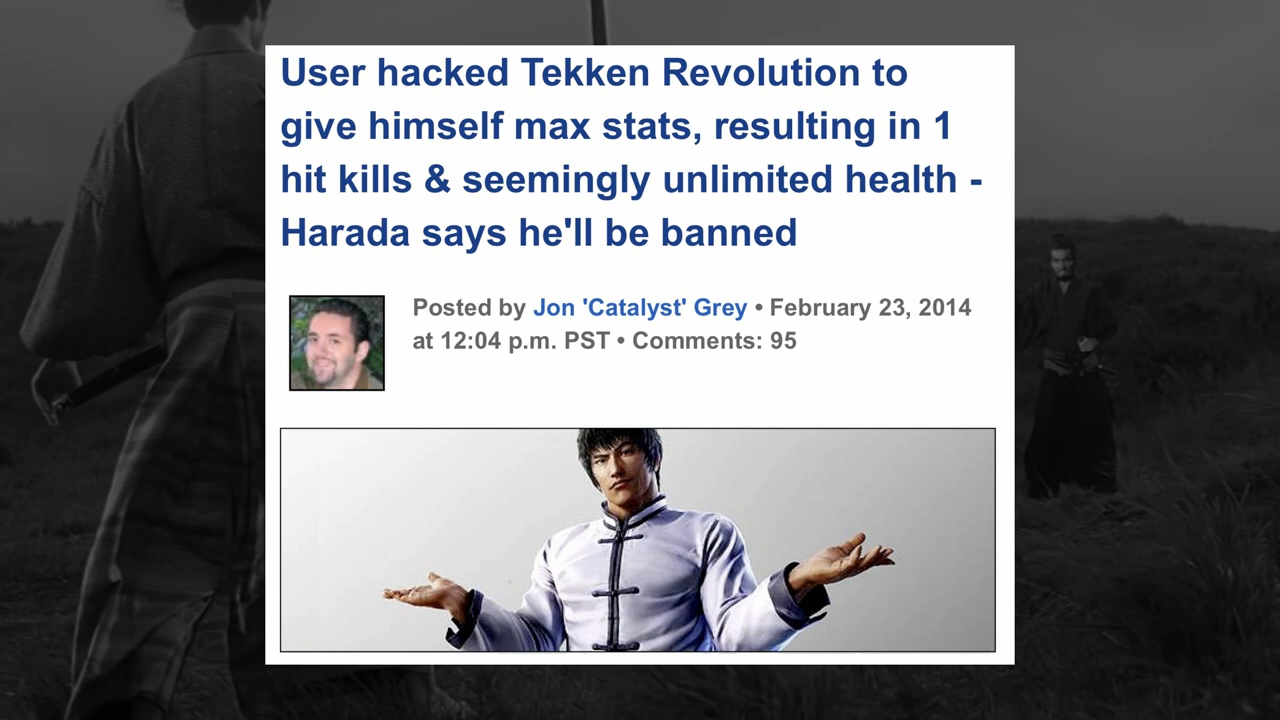 User hacked Tekken Revolution to
give himself max stats, resulting in 1
hit kills & seemingly unlimited health -
Harada says he'll be banned
Posted by Jon 'Catalyst' Grey • February 23, 2014
at 12:04 p.m. PST • Comments: 95